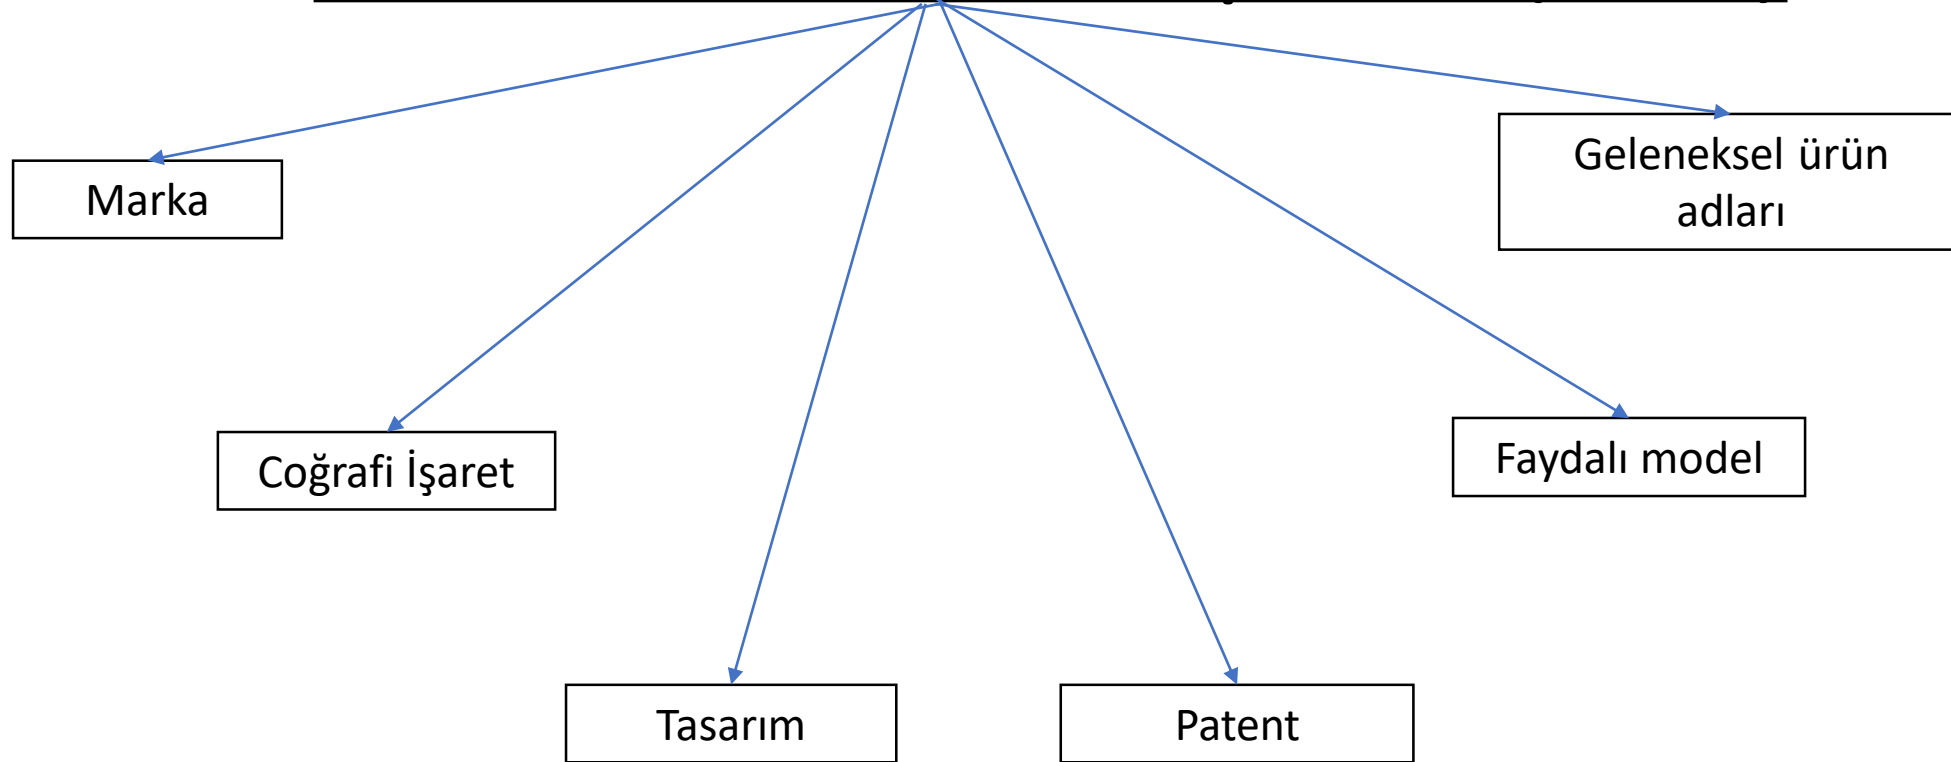 Marka
Geleneksel ürün
adları
Coğrafi İşaret
Faydalı model
Tasarım
Patent